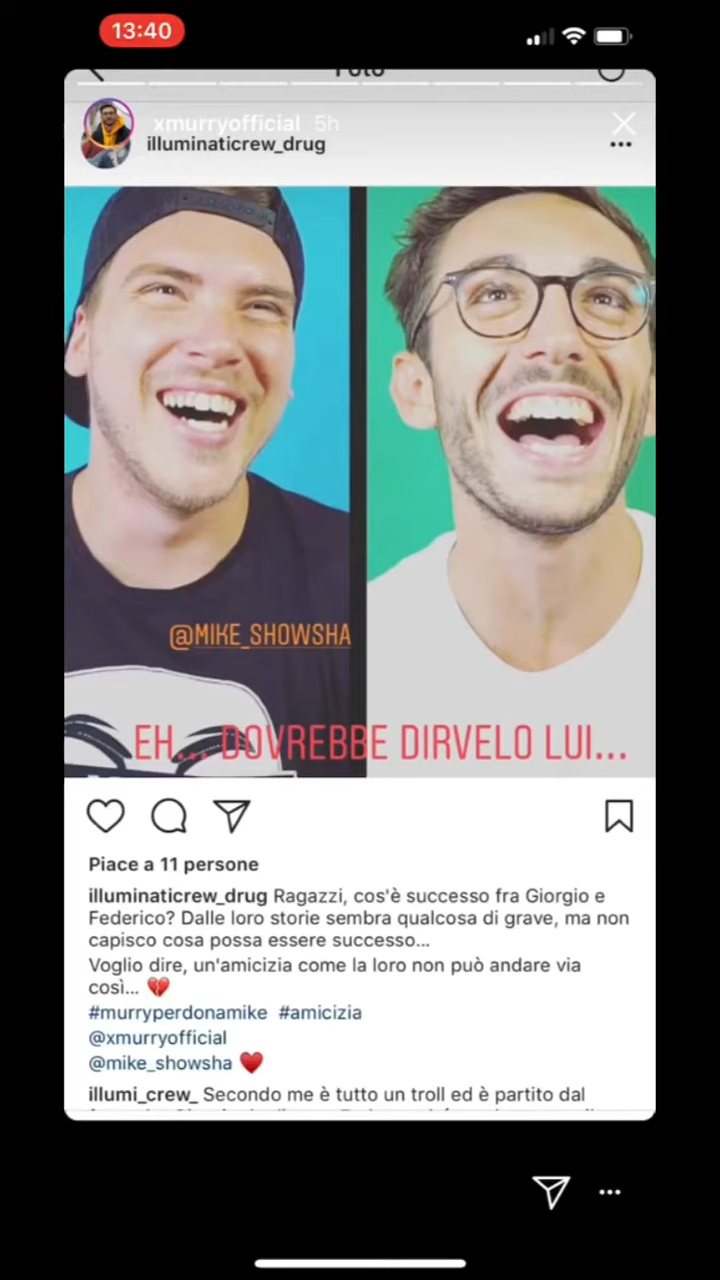 13:40
Foto
xmurryofficial 5h
illuminaticrew_drug
@MIKE_SHOWSHA
EH... DOVREBBE DIRVELO LUI...
Piace a 11 persone
illuminaticrew_drug Ragazzi, cos'è successo fra Giorgio e
Federico? Dalle loro storie sembra qualcosa di grave, ma non
capisco cosa possa essere successo...
Voglio dire, un'amicizia come la loro non può andare via
così... 💔
#murryperdonamike #amicizia
@xmurryofficial
@mike_showsha ♥️
illumi_crew_ Secondo me è tutto un troll ed è partito dal